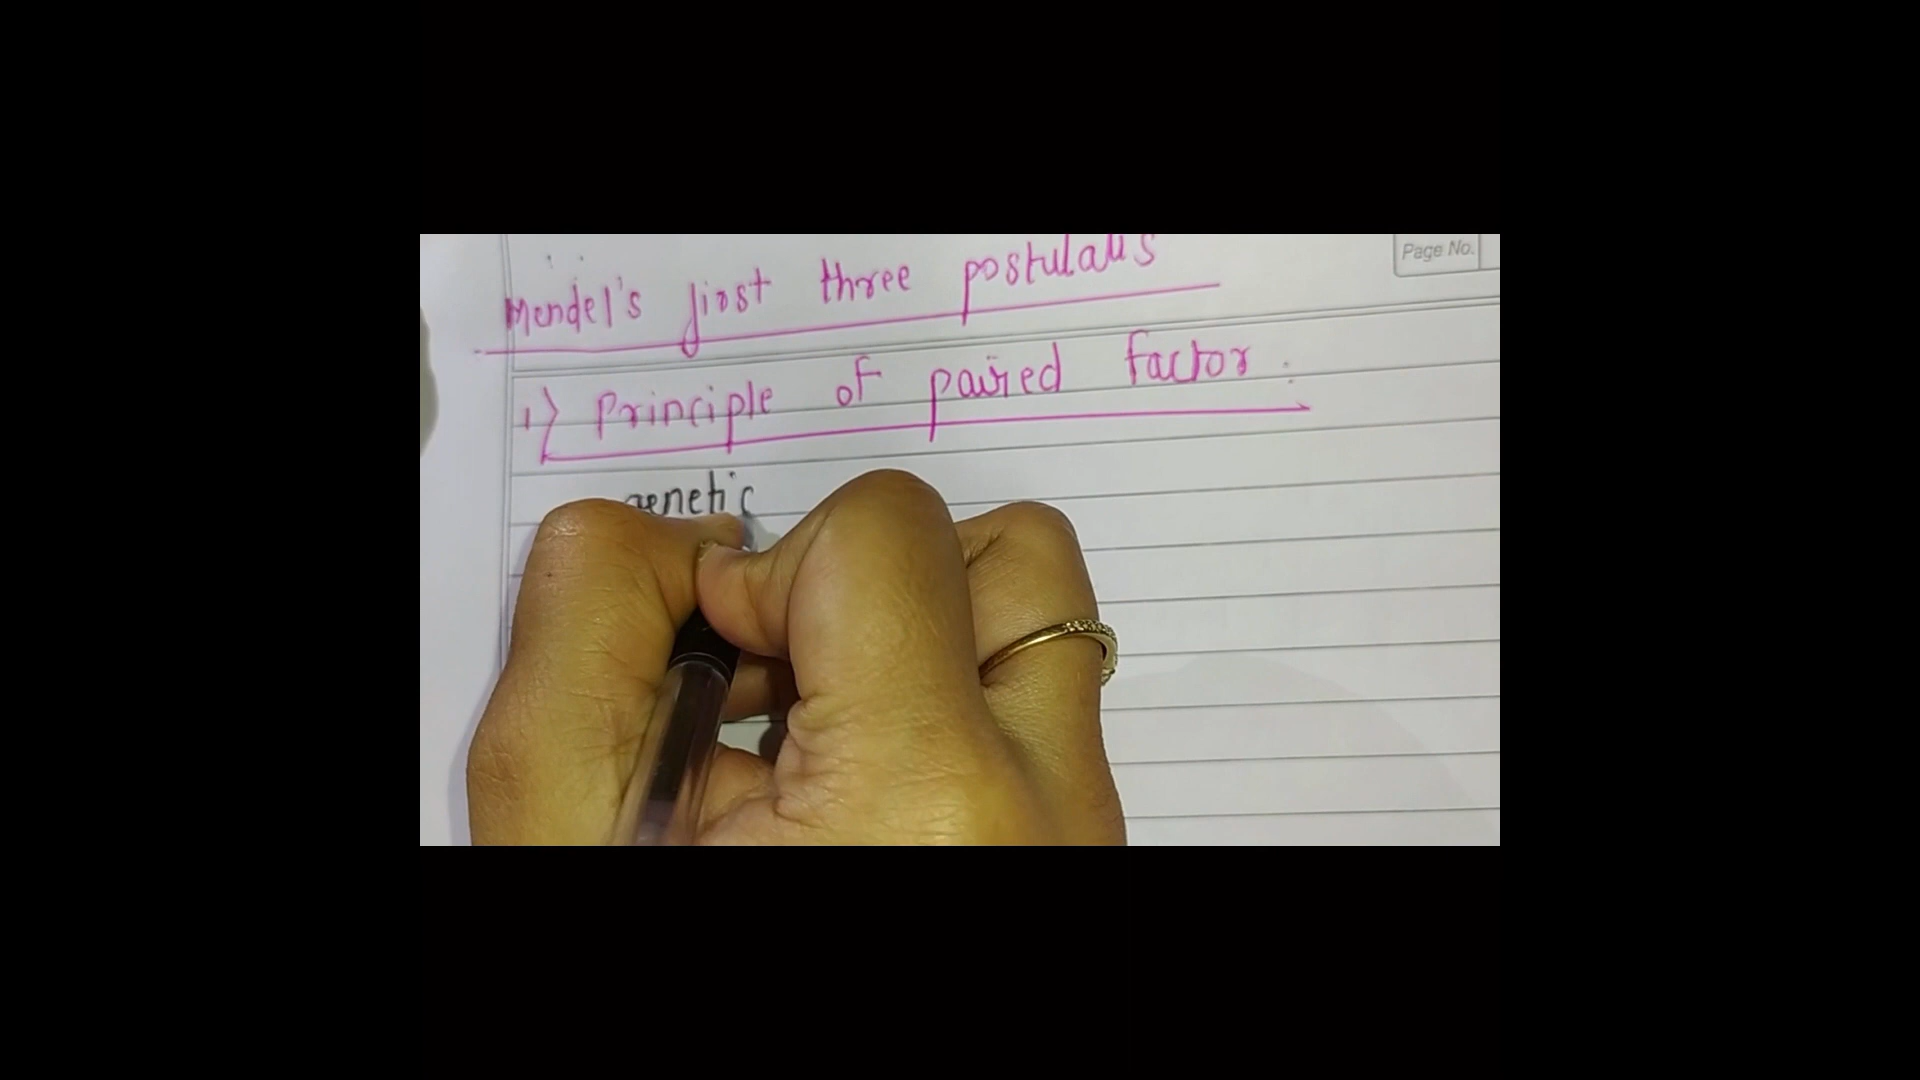 Page No.
Mendel's first three postulates
1) Principle of paired factor :
genetic